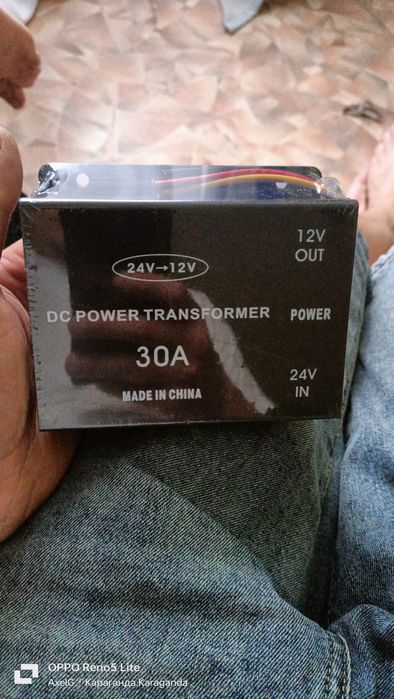 12V
OUT
24V→12V
DC POWER TRANSFORMER
POWER
30A
24V
IN
MADE IN CHINA
OPPO Reno5 Lite
AxelG Караганда,Karaganda